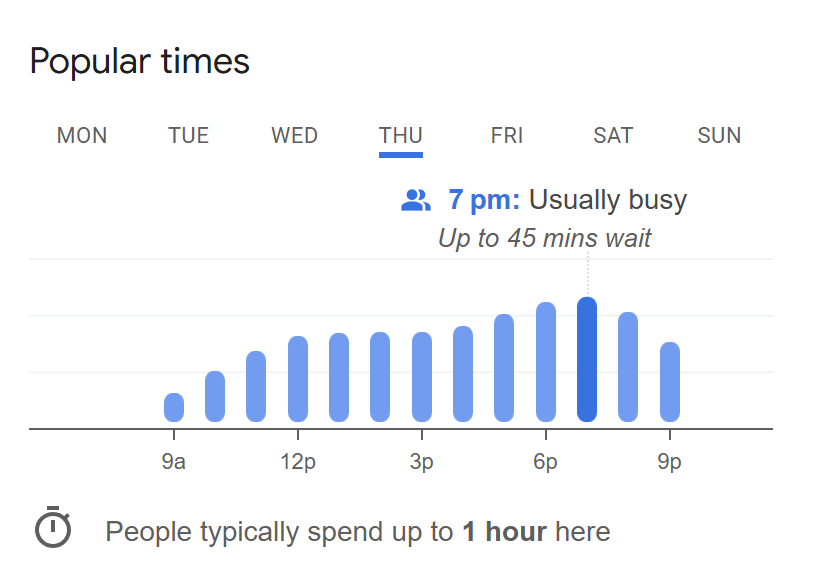 Popular times
MON TUE WED THU FRI SAT SUN
7 pm: Usually busy
Up to 45 mins wait
9a 12p 3p 6p 9p
People typically spend up to 1 hour here